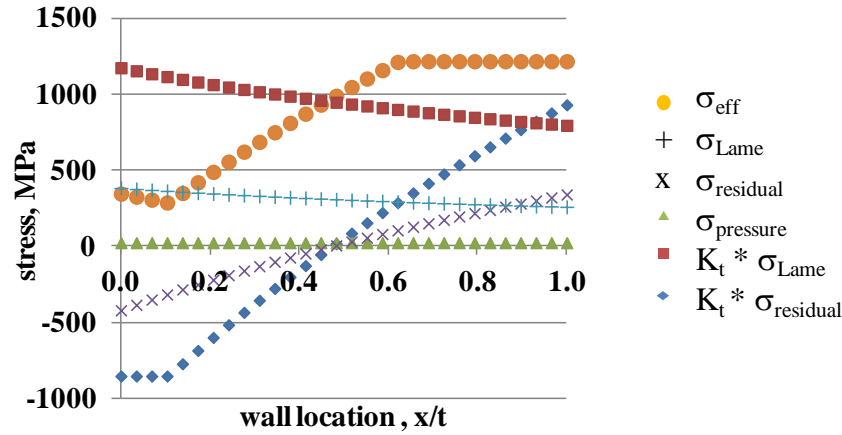 1500
1000
500
0
-500
-1000
stress, MPa
0.0 0.2 0.4 0.6 0.8 1.0
wall location , x/t
σeff
σLame
σresidual
σpressure
Kt * σLame
Kt * σresidual